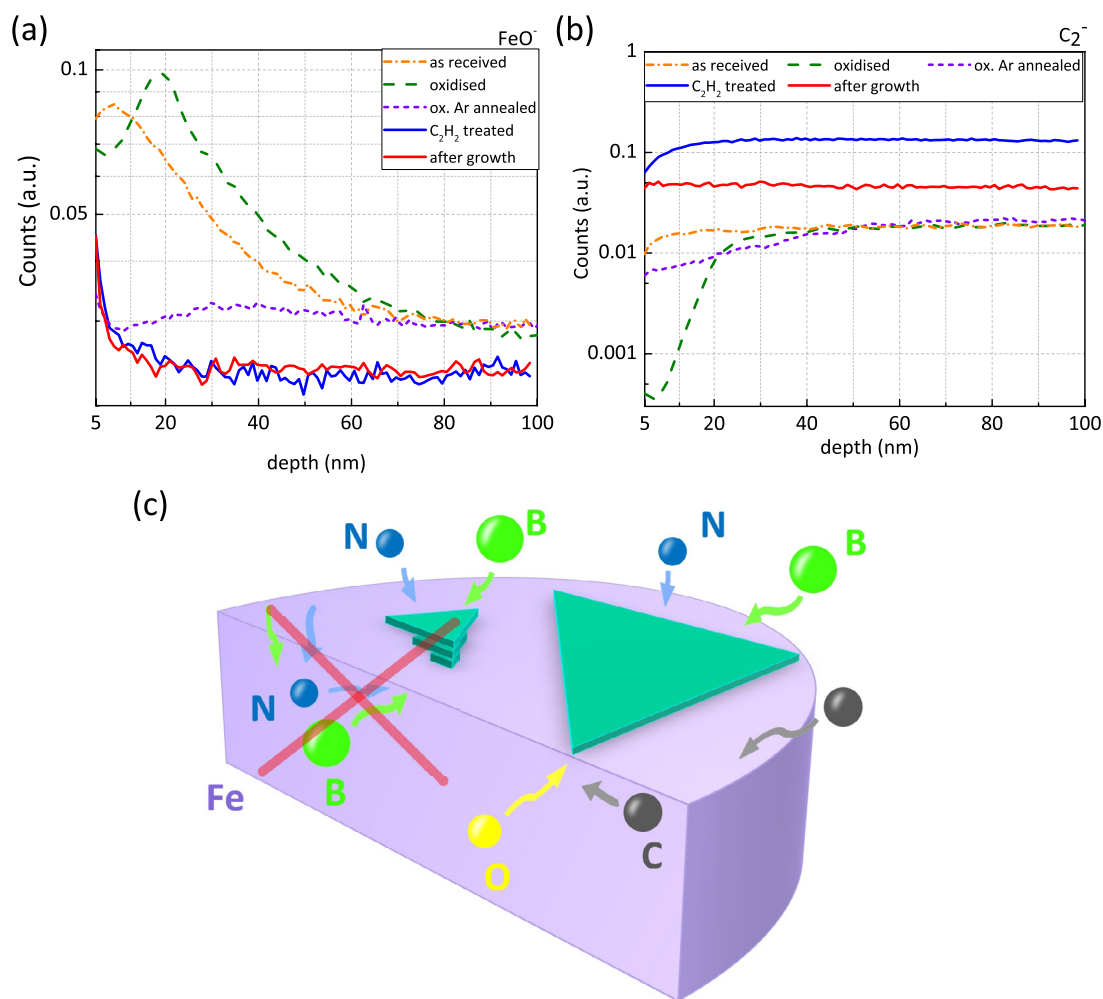 (a)
FeO⁻
as received
oxidised
ox. Ar annealed
C₂H₂ treated
after growth
0.1
0.05
Counts (a.u.)
5 20 40 60 80 100
depth (nm)
(b)
C₂⁻
as received oxidised ox. Ar annealed
C₂H₂ treated after growth
1
0.1
0.01
0.001
Counts (a.u.)
5 20 40 60 80 100
depth (nm)
(c)
N B N B
N
Fe B
O C